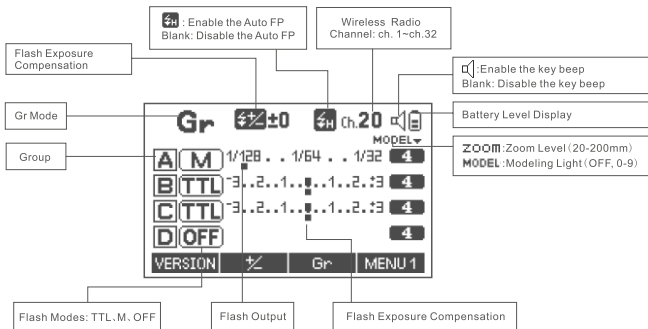 ⚡H : Enable the Auto FP
Blank: Disable the Auto FP
Wireless Radio
Channel: ch. 1~ch.32
Flash Exposure
Compensation
:Enable the key beep
Blank: Disable the key beep
Gr Mode
Battery Level Display
Group
ZOOM:Zoom Level(20-200mm)
MODEL:Modeling Light(OFF, 0-9)
Gr ⚡+/- ±0 ⚡H Ch.20
MODEL▾
A M 1/128 . . 1/64 . . 1/32 4
B TTL -3..2..1..▮..1..2..+3 4
C TTL -3..2..1..▮..1..2..+3 4
D OFF 4
VERSION +/- Gr MENU 1
Flash Modes: TTL、M、OFF
Flash Output
Flash Exposure Compensation